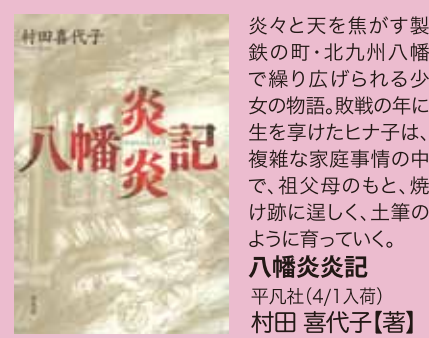 村田喜代子
八幡炎炎記
炎々と天を焦がす製
鉄の町・北九州八幡
で繰り広げられる少
女の物語。敗戦の年に
生を享けたヒナ子は、
複雑な家庭事情の中
で、祖父母のもと、焼
け跡に逞しく、土筆の
ように育っていく。
八幡炎炎記
平凡社(4/1入荷)
村田 喜代子【著】